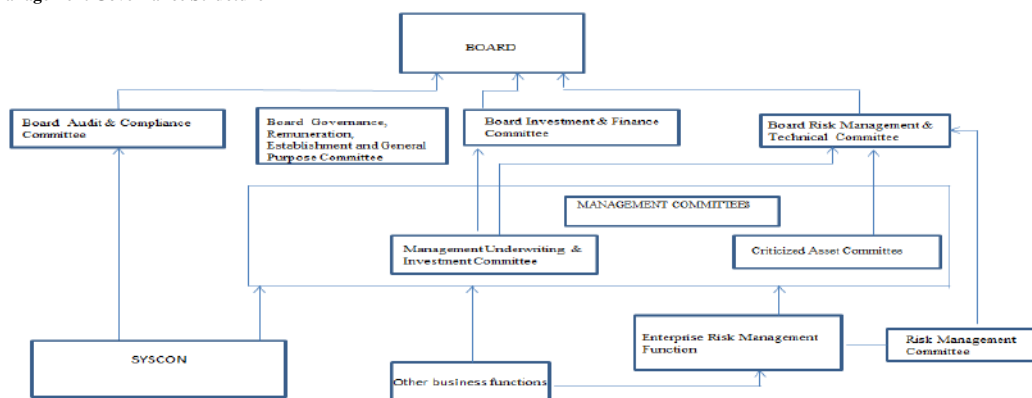 BOARD
Board Audit & Compliance
Committee
Board Governance,
Remuneration,
Establishment and General
Purpose Committee
Board Investment & Finance
Committee
Board Risk Management &
Technical Committee
MANAGEMENT COMMITTEES
Management Underwriting &
Investment Committee
Criticized Asset Committee
SYSCON
Other business functions
Enterprise Risk Management
Function
Risk Management
Committee